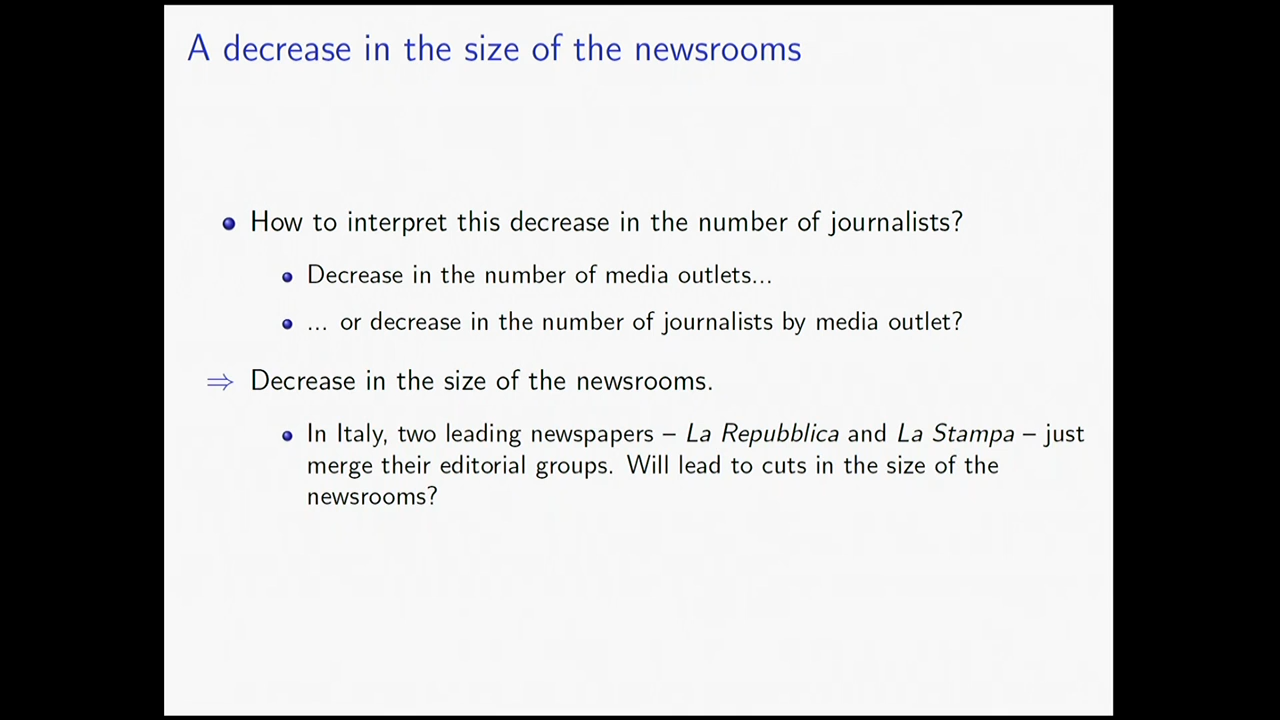 A decrease in the size of the newsrooms
How to interpret this decrease in the number of journalists?
Decrease in the number of media outlets...
... or decrease in the number of journalists by media outlet?
⇒ Decrease in the size of the newsrooms.
In Italy, two leading newspapers – La Repubblica and La Stampa – just
merge their editorial groups. Will lead to cuts in the size of the
newsrooms?